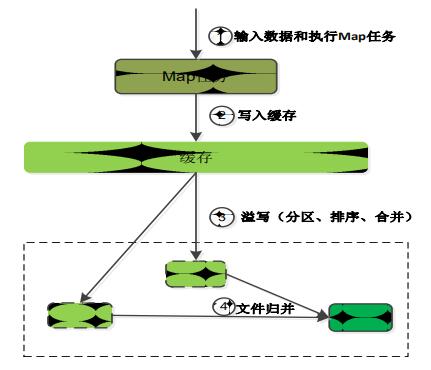 ① 输入数据和执行Map任务
Map任务
② 写入缓存
缓存
③ 溢写（分区、排序、合并）
④ 文件归并